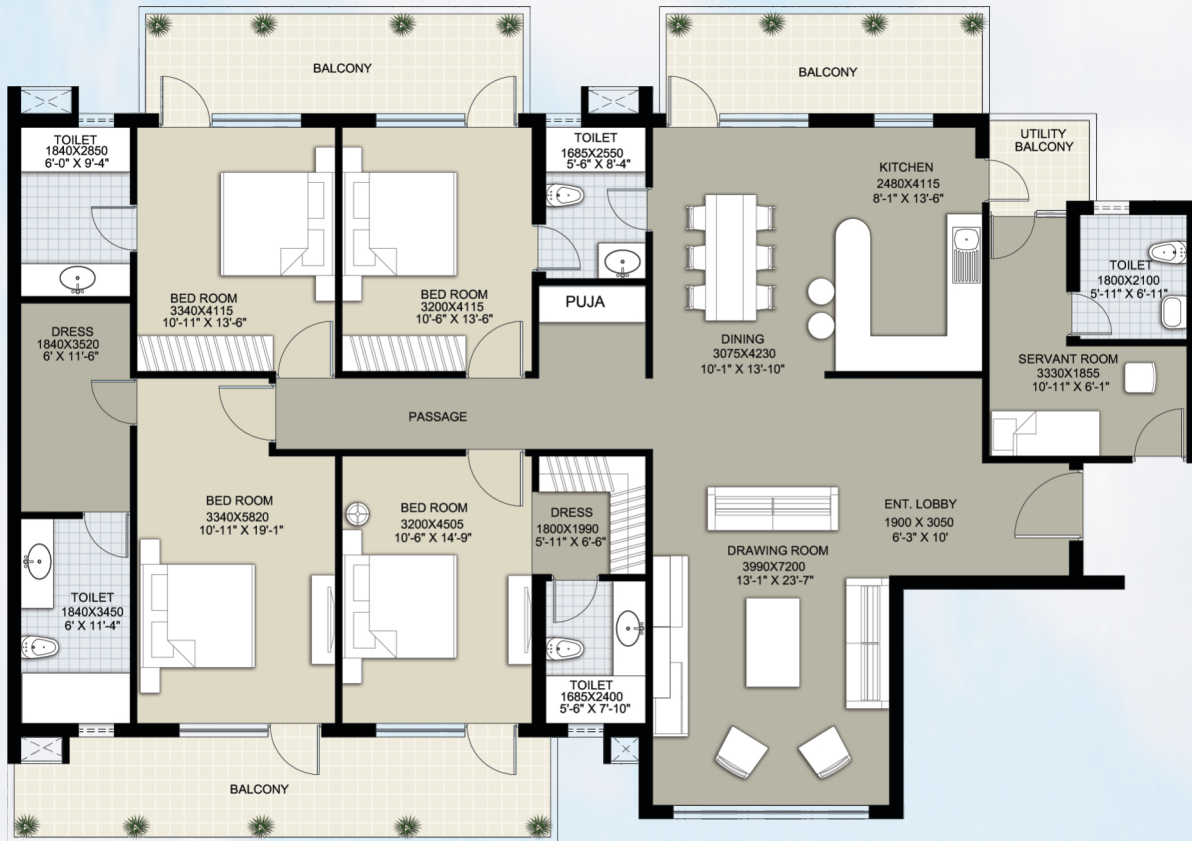 BALCONY
BALCONY
UTILITY
BALCONY
TOILET
1840X2850
6'-0" X 9'-4"
TOILET
1685X2550
5'-6" X 8'-4"
KITCHEN
2480X4115
8'-1" X 13'-6"
BED ROOM
3340X4115
10'-11" X 13'-6"
BED ROOM
3200X4115
10'-6" X 13'-6"
PUJA
TOILET
1800X2100
5'-11" X 6'-11"
DRESS
1840X3520
6' X 11'-6"
DINING
3075X4230
10'-1" X 13'-10"
SERVANT ROOM
3330X1855
10'-11" X 6'-1"
PASSAGE
BED ROOM
3340X5820
10'-11" X 19'-1"
BED ROOM
3200X4505
10'-6" X 14'-9"
DRESS
1800X1990
5'-11" X 6'-6"
ENT. LOBBY
1900 X 3050
6'-3" X 10'
DRAWING ROOM
3990X7200
13'-1" X 23'-7"
TOILET
1840X3450
6' X 11'-4"
TOILET
1685X2400
5'-6" X 7'-10"
BALCONY